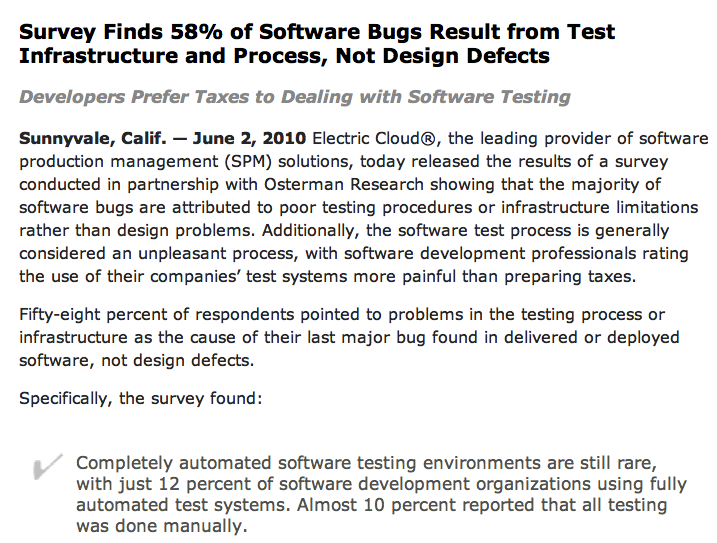 Survey Finds 58% of Software Bugs Result from Test
Infrastructure and Process, Not Design Defects
Developers Prefer Taxes to Dealing with Software Testing
Sunnyvale, Calif. — June 2, 2010 Electric Cloud®, the leading provider of software
production management (SPM) solutions, today released the results of a survey
conducted in partnership with Osterman Research showing that the majority of
software bugs are attributed to poor testing procedures or infrastructure limitations
rather than design problems. Additionally, the software test process is generally
considered an unpleasant process, with software development professionals rating
the use of their companies’ test systems more painful than preparing taxes.
Fifty-eight percent of respondents pointed to problems in the testing process or
infrastructure as the cause of their last major bug found in delivered or deployed
software, not design defects.
Specifically, the survey found:
Completely automated software testing environments are still rare,
with just 12 percent of software development organizations using fully
automated test systems. Almost 10 percent reported that all testing
was done manually.